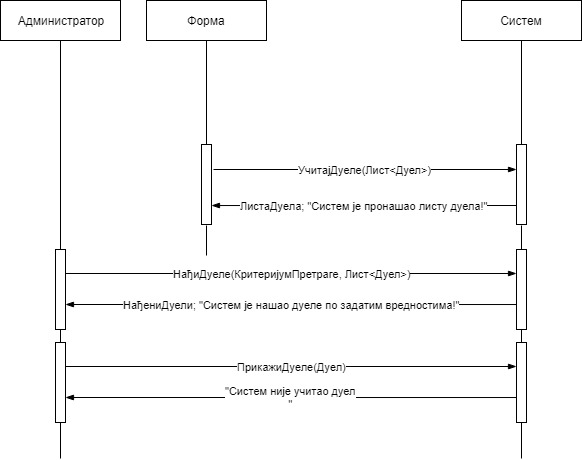 Администратор
Форма
Систем
УчитајДуеле(Лист<Дуел>)
ЛистаДуела; "Систем је пронашао листу дуела!"
НађиДуеле(КритеријумПретраге, Лист<Дуел>)
НађениДуели; "Систем је нашао дуеле по задатим вредностима!"
ПрикажиДуеле(Дуел)
"Систем није учитао дуел
"